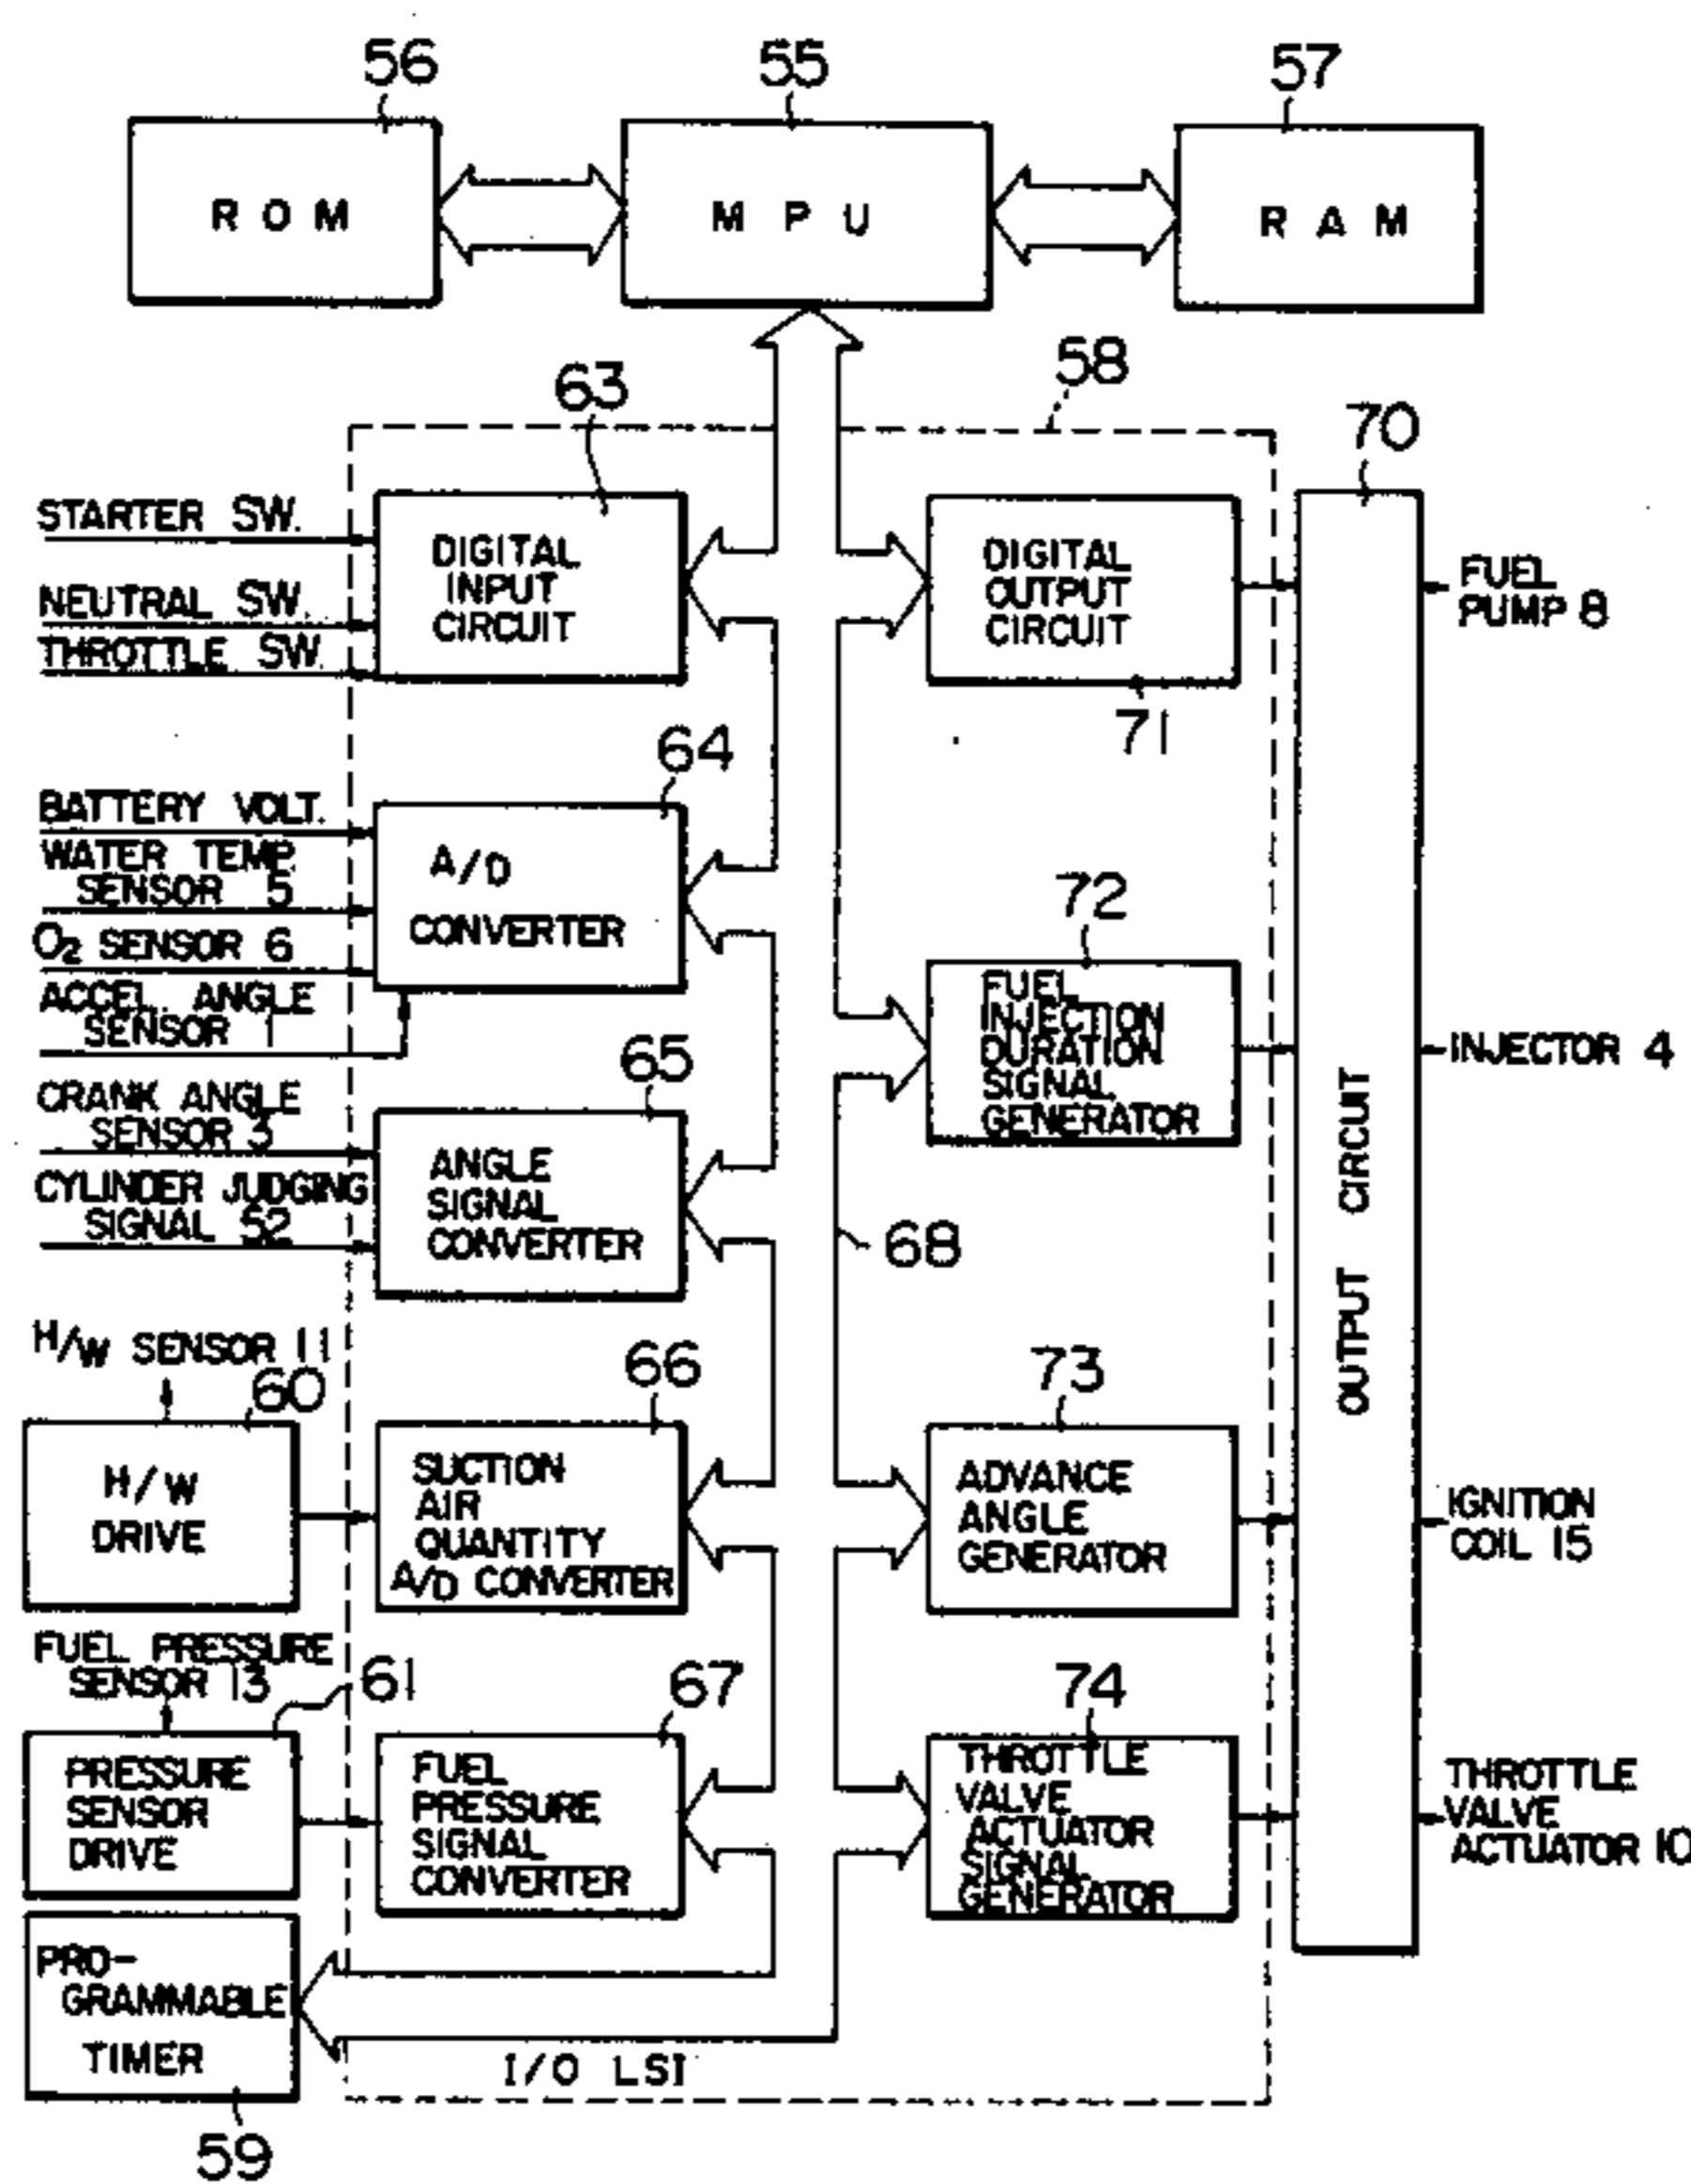 56
55
57
ROM
MPU
RAM
58
63
70
STARTER SW.
NEUTRAL SW.
THROTTLE SW.
DIGITAL
INPUT
CIRCUIT
DIGITAL
OUTPUT
CIRCUIT
71
FUEL
PUMP 8
64
BATTERY VOLT.
WATER TEMP.
SENSOR 5
O2 SENSOR 6
ACCEL. ANGLE
SENSOR 1
A/D
CONVERTER
72
FUEL
INJECTION
DURATION
SIGNAL
GENERATOR
INJECTOR 4
65
CRANK ANGLE
SENSOR 3
CYLINDER JUDGING
SIGNAL 52
ANGLE
SIGNAL
CONVERTER
68
OUTPUT CIRCUIT
H/W SENSOR 11
60
H/W
DRIVE
66
SUCTION
AIR
QUANTITY
A/D CONVERTER
73
ADVANCE
ANGLE
GENERATOR
IGNITION
COIL 15
FUEL PRESSURE
SENSOR 13
61
PRESSURE
SENSOR
DRIVE
67
FUEL
PRESSURE
SIGNAL
CONVERTER
74
THROTTLE
VALVE
ACTUATOR
SIGNAL
GENERATOR
THROTTLE
VALVE
ACTUATOR 10
PRO-
GRAMMABLE
TIMER
I/O LSI
59